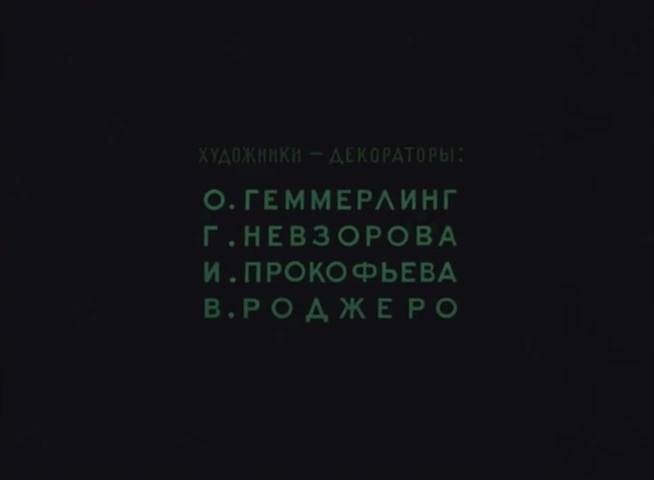 ХУДОЖНИКИ – ДЕКОРАТОРЫ:
О. ГЕММЕРЛИНГ
Г. НЕВЗОРОВА
И. ПРОКОФЬЕВА
В. РОДЖЕРО